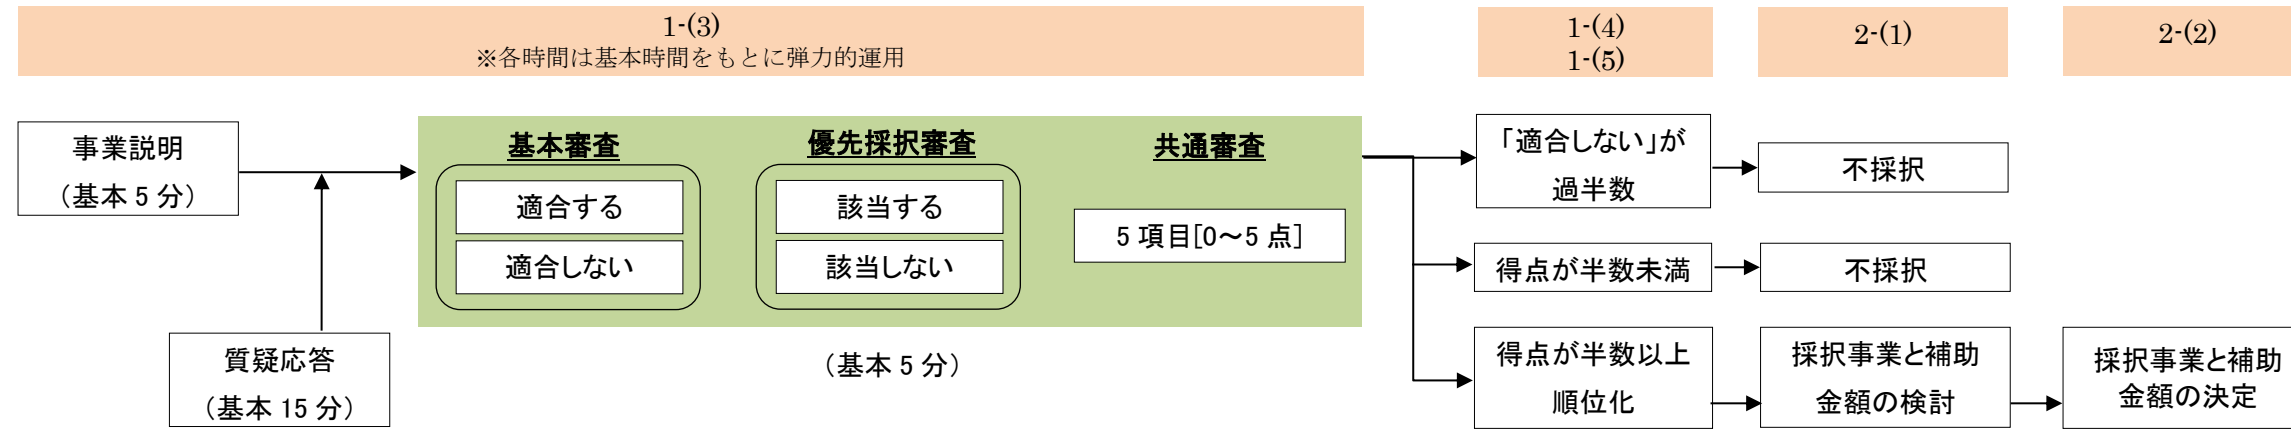 1-(3)
※各時間は基本時間をもとに弾力的運用
1-(4)
1-(5)
2-(1)
2-(2)
事業説明
（基本 5 分）
質疑応答
（基本 15 分）
基本審査
適合する
適合しない
優先採択審査
該当する
該当しない
共通審査
5 項目[0～5 点]
（基本 5 分）
「適合しない」が
過半数
不採択
得点が半数未満
不採択
得点が半数以上
順位化
採択事業と補助
金額の検討
採択事業と補助
金額の決定